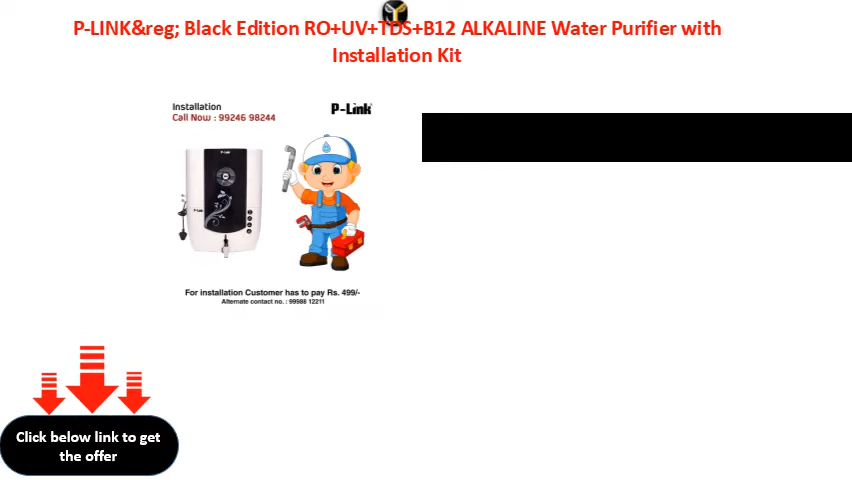 P-LINK&reg; Black Edition RO+UV+TDS+B12 ALKALINE Water Purifier with
Installation Kit
Installation
Call Now : 99246 98244
P-Link
P-Link
P-Link
For installation Customer has to pay Rs. 499/-
Alternate contact no. : 99988 12211
Click below link to get
the offer